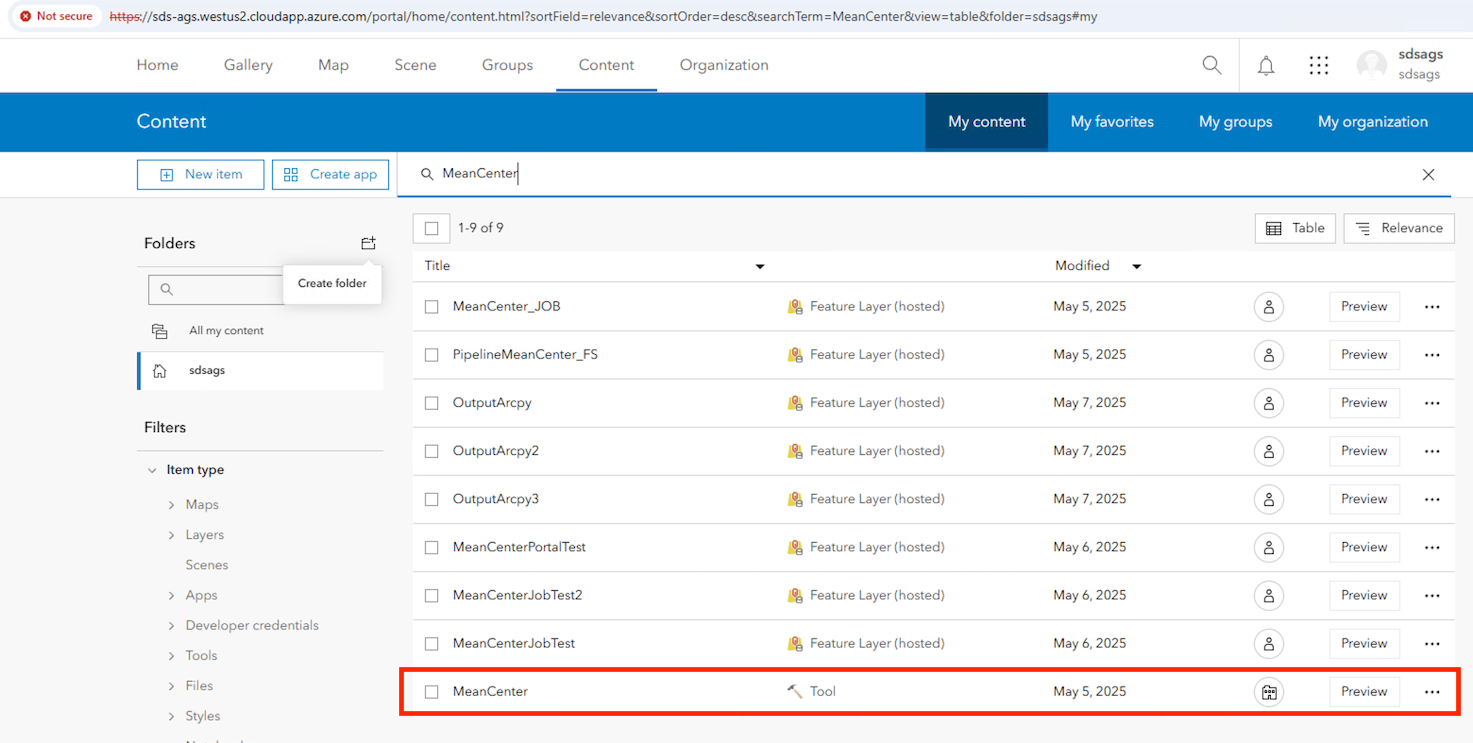 Not secure https://sds-ags.westus2.cloudapp.azure.com/portal/home/content.html?sortField=relevance&sortOrder=desc&searchTerm=MeanCenter&view=table&folder=sdsags#my
Home Gallery Map Scene Groups Content Organization sdsags
sdsags
Content My content My favorites My groups My organization
New item Create app MeanCenter
Folders 1-9 of 9 Table Relevance
Create folder
All my content
sdsags
Filters
Item type
Maps
Layers
Scenes
Apps
Developer credentials
Tools
Files
Styles
Title Modified
MeanCenter_JOB Feature Layer (hosted) May 5, 2025 Preview
PipelineMeanCenter_FS Feature Layer (hosted) May 5, 2025 Preview
OutputArcpy Feature Layer (hosted) May 7, 2025 Preview
OutputArcpy2 Feature Layer (hosted) May 7, 2025 Preview
OutputArcpy3 Feature Layer (hosted) May 7, 2025 Preview
MeanCenterPortalTest Feature Layer (hosted) May 6, 2025 Preview
MeanCenterJobTest2 Feature Layer (hosted) May 6, 2025 Preview
MeanCenterJobTest Feature Layer (hosted) May 6, 2025 Preview
MeanCenter Tool May 5, 2025 Preview